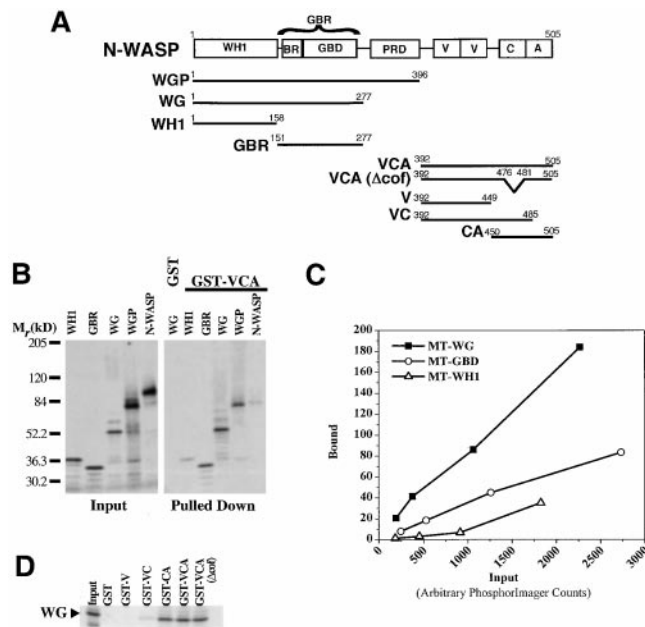 A
GBR
N-WASP
1 505
WH1 BR GBD PRD V V C A
WGP 1 396
WG 1 277
WH1 1 158
GBR 151 277
VCA 392 505
VCA (Δcof) 392 476 481 505
V 392 449
VC 392 485
CA 450 505
B
GST
GST-VCA
Mr(kD) WH1 GBR WG WGP N-WASP WG WH1 GBR WG WGP N-WASP
205
120
84
52.2
36.3
30.2
Input Pulled Down
C
MT-WG
MT-GBD
MT-WH1
Bound
200
180
160
140
120
100
80
60
40
20
0
0 500 1000 1500 2000 2500 3000
Input
(Arbitrary PhosphorImager Counts)
D
Input GST GST-V GST-VC GST-CA GST-VCA GST-VCA (Δcof)
WG